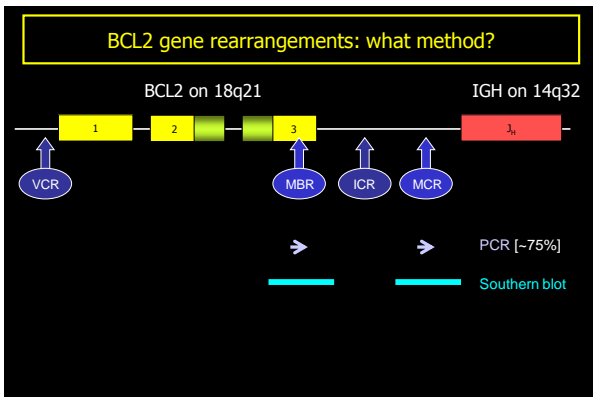 BCL2 gene rearrangements: what method?
BCL2 on 18q21 IGH on 14q32
1 2 3 JH
VCR MBR ICR MCR
PCR [~75%]
Southern blot